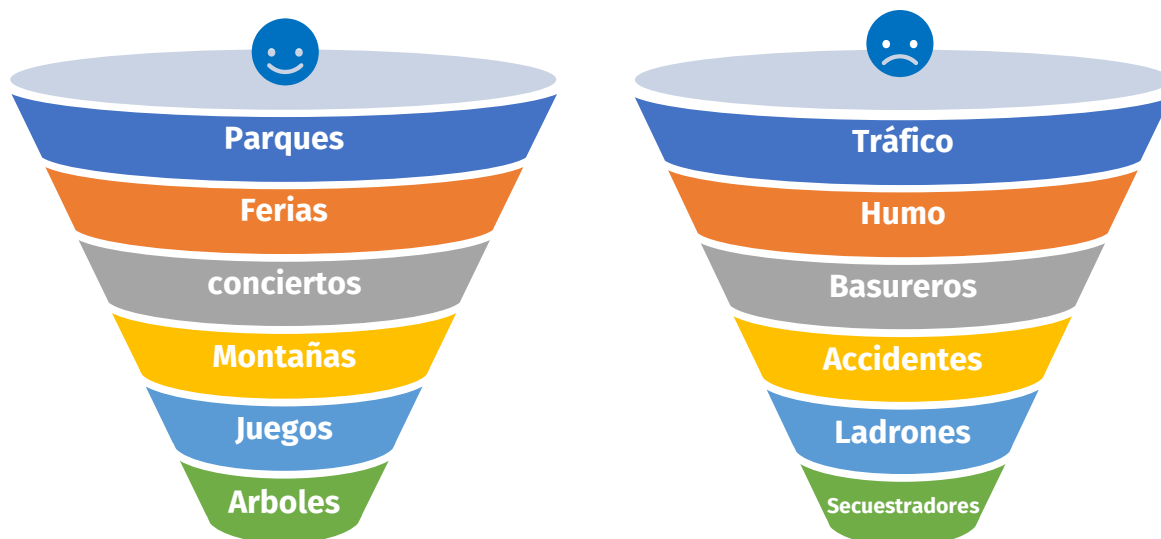 Parques
Ferias
conciertos
Montañas
Juegos
Arboles
Tráfico
Humo
Basureros
Accidentes
Ladrones
Secuestradores